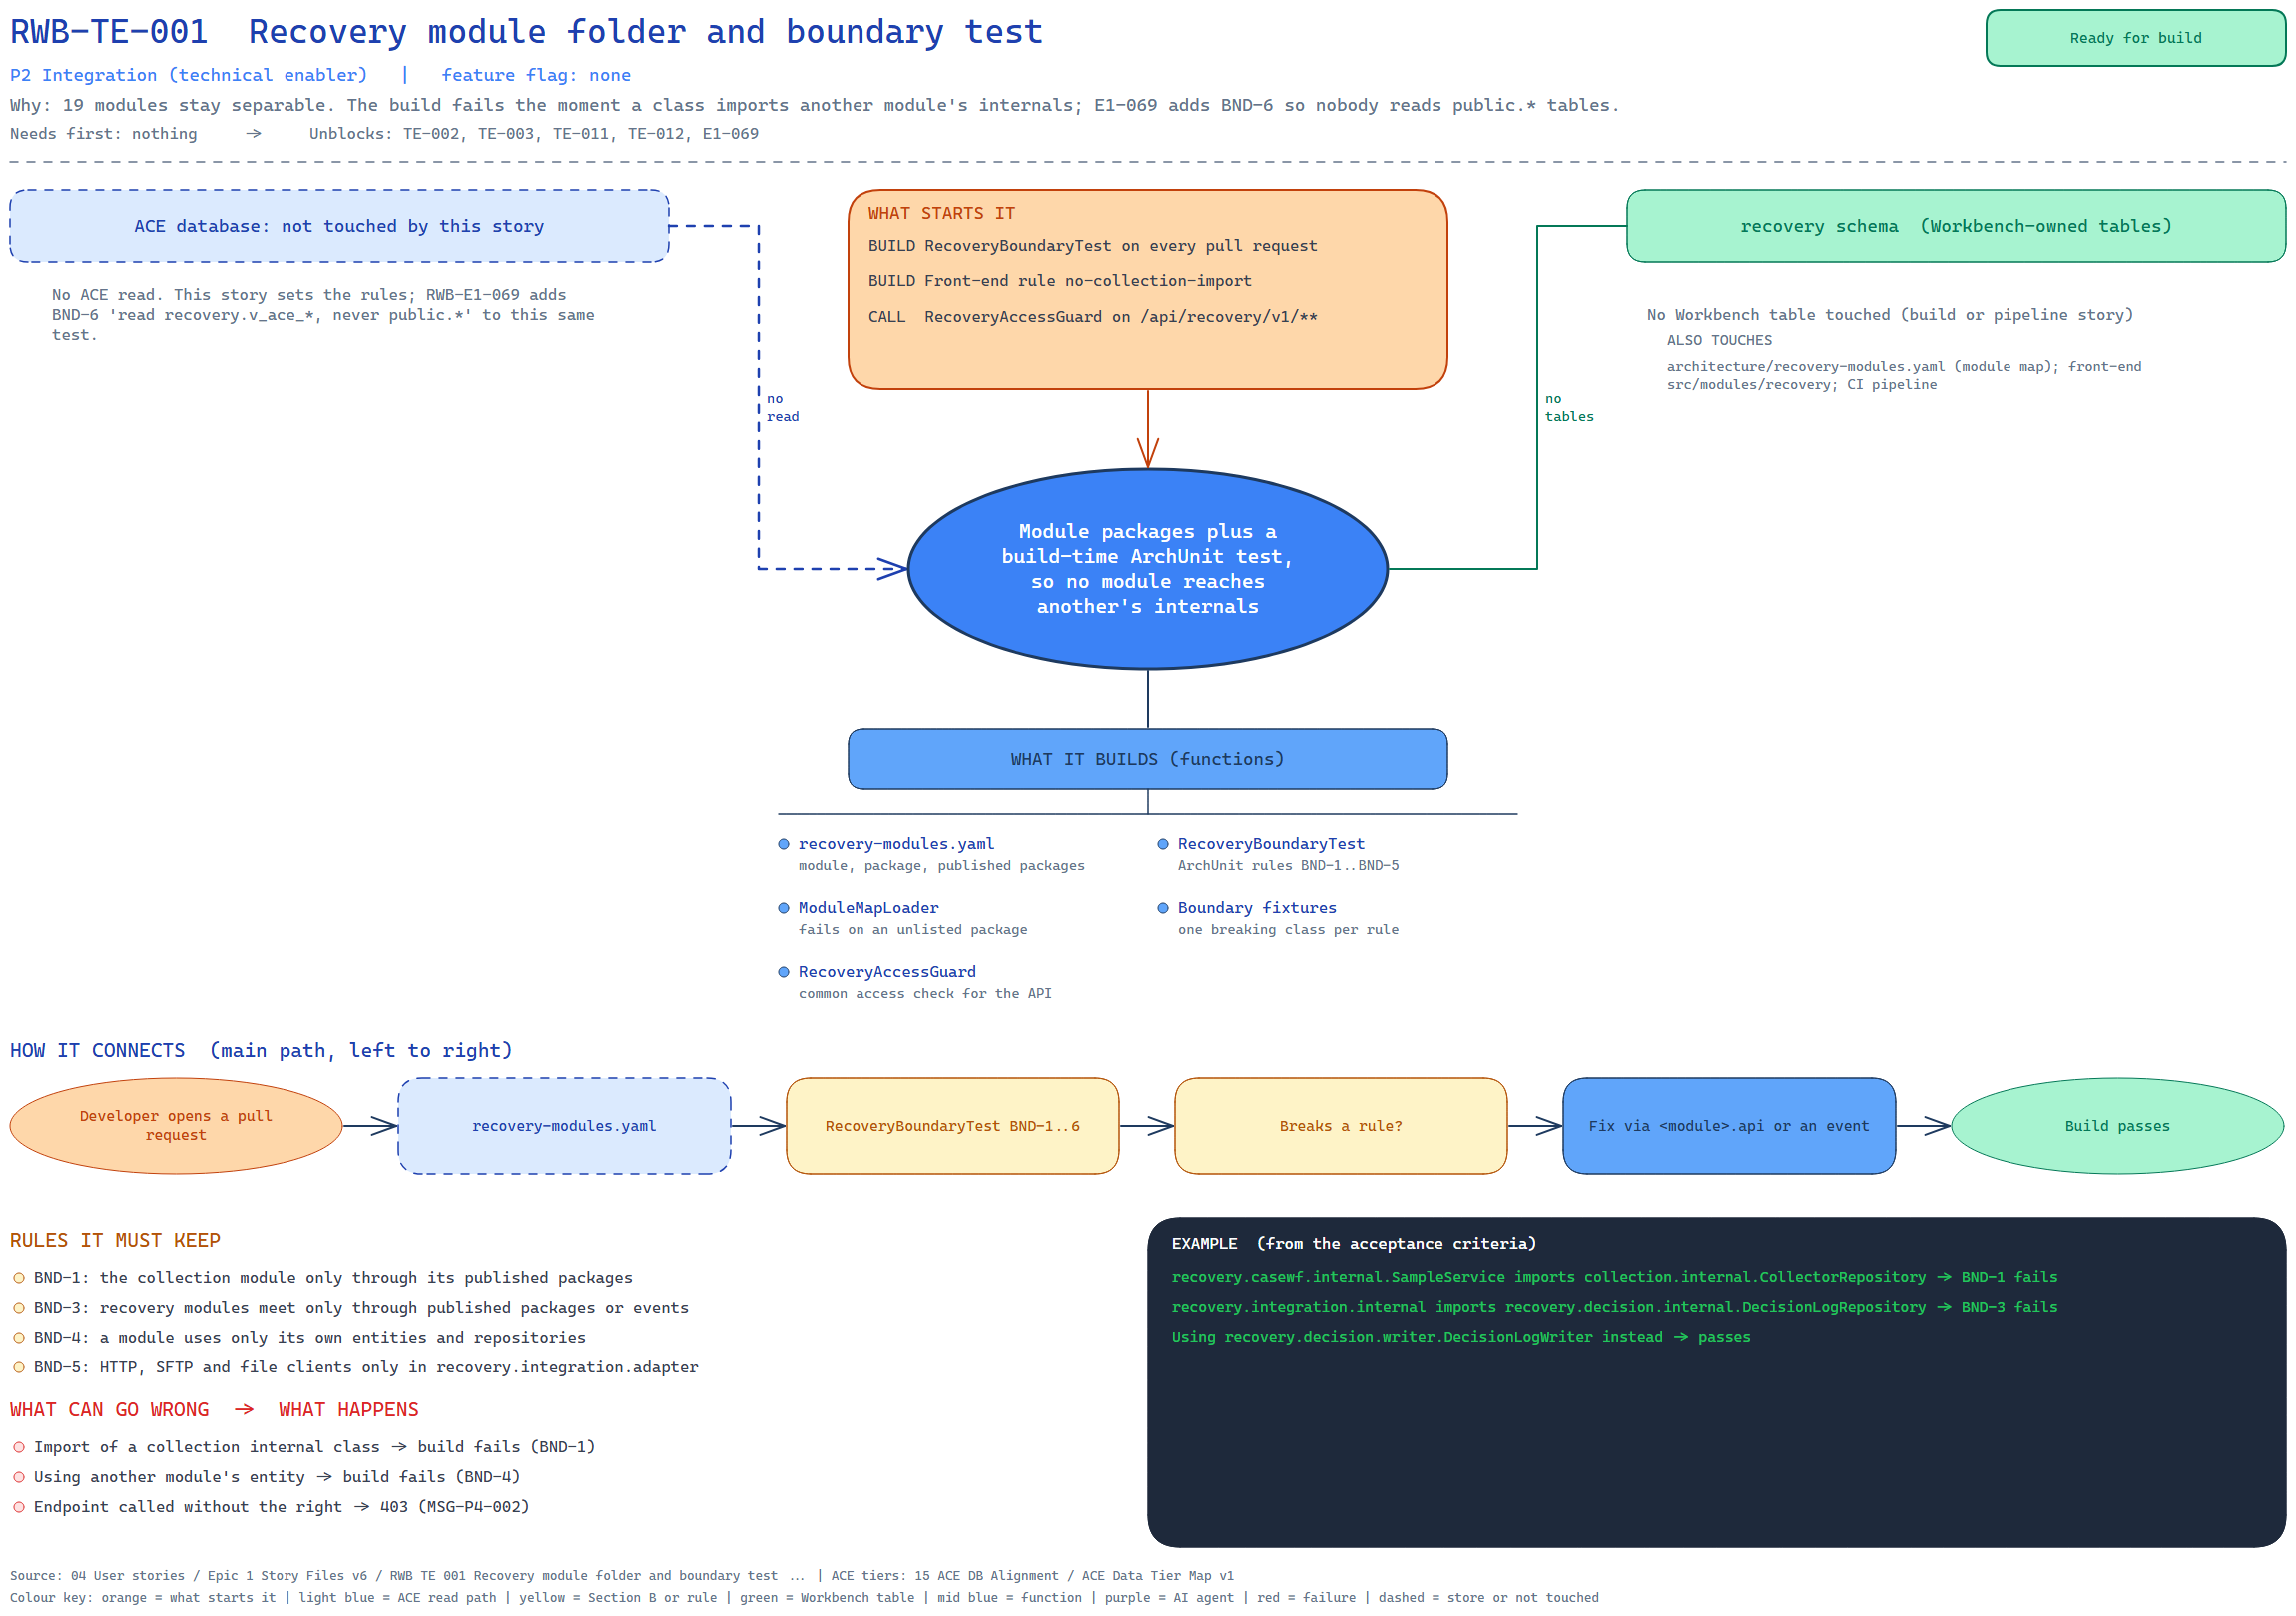 RWB-TE-001  Recovery module folder and boundary test
Ready for build
P2 Integration (technical enabler)   |   feature flag: none
Why: 19 modules stay separable. The build fails the moment a class imports another module's internals; E1-069 adds BND-6 so nobody reads public.* tables.
Needs first: nothing     →     Unblocks: TE-002, TE-003, TE-011, TE-012, E1-069
ACE database: not touched by this story
No ACE read. This story sets the rules; RWB-E1-069 adds
BND-6 'read recovery.v_ace_*, never public.*' to this same
test.
no
read
WHAT STARTS IT
BUILD RecoveryBoundaryTest on every pull request
BUILD Front-end rule no-collection-import
CALL  RecoveryAccessGuard on /api/recovery/v1/**
recovery schema  (Workbench-owned tables)
No Workbench table touched (build or pipeline story)
ALSO TOUCHES
architecture/recovery-modules.yaml (module map); front-end
src/modules/recovery; CI pipeline
no
tables
Module packages plus a
build-time ArchUnit test,
so no module reaches
another's internals
WHAT IT BUILDS (functions)
recovery-modules.yaml
module, package, published packages
RecoveryBoundaryTest
ArchUnit rules BND-1..BND-5
ModuleMapLoader
fails on an unlisted package
Boundary fixtures
one breaking class per rule
RecoveryAccessGuard
common access check for the API
HOW IT CONNECTS  (main path, left to right)
Developer opens a pull
request
recovery-modules.yaml
RecoveryBoundaryTest BND-1..6
Breaks a rule?
Fix via <module>.api or an event
Build passes
RULES IT MUST KEEP
BND-1: the collection module only through its published packages
BND-3: recovery modules meet only through published packages or events
BND-4: a module uses only its own entities and repositories
BND-5: HTTP, SFTP and file clients only in recovery.integration.adapter
WHAT CAN GO WRONG  →  WHAT HAPPENS
Import of a collection internal class → build fails (BND-1)
Using another module's entity → build fails (BND-4)
Endpoint called without the right → 403 (MSG-P4-002)
EXAMPLE  (from the acceptance criteria)
recovery.casewf.internal.SampleService imports collection.internal.CollectorRepository → BND-1 fails
recovery.integration.internal imports recovery.decision.internal.DecisionLogRepository → BND-3 fails
Using recovery.decision.writer.DecisionLogWriter instead → passes
Source: 04 User stories / Epic 1 Story Files v6 / RWB TE 001 Recovery module folder and boundary test ... | ACE tiers: 15 ACE DB Alignment / ACE Data Tier Map v1
Colour key: orange = what starts it | light blue = ACE read path | yellow = Section B or rule | green = Workbench table | mid blue = function | purple = AI agent | red = failure | dashed = store or not touched